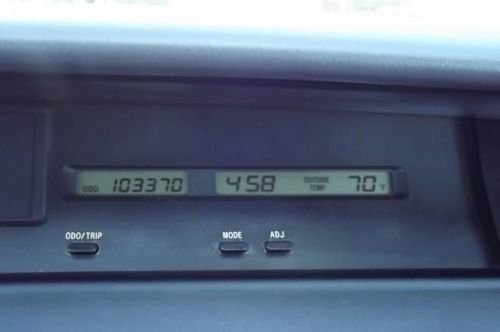 ODO 103370 458 OUTSIDE TEMP 70°F
ODO/TRIP MODE ADJ